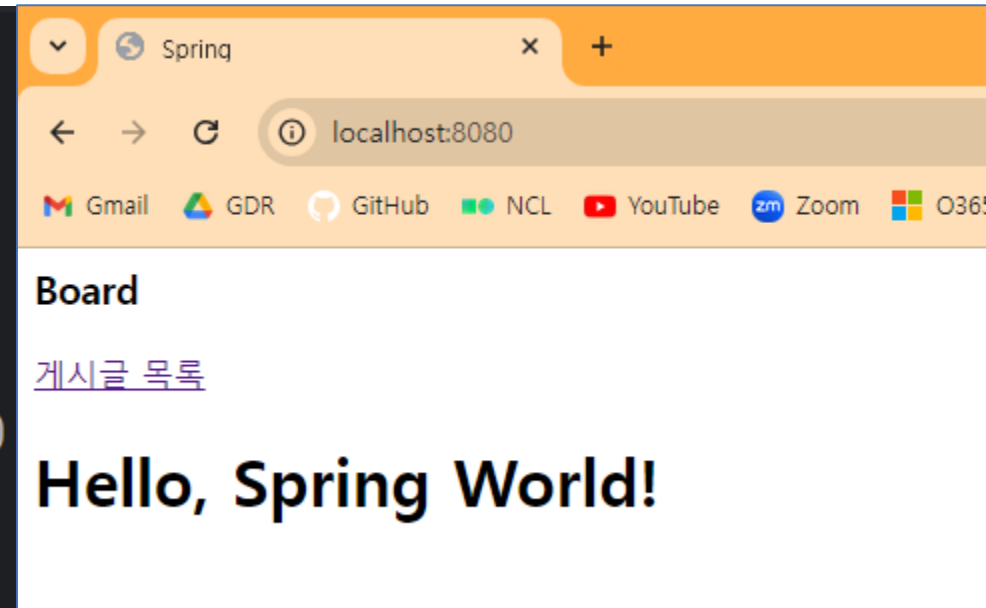 Spring
localhost:8080
Gmail GDR GitHub NCL YouTube zm Zoom O365
Board
게시글 목록
Hello, Spring World!